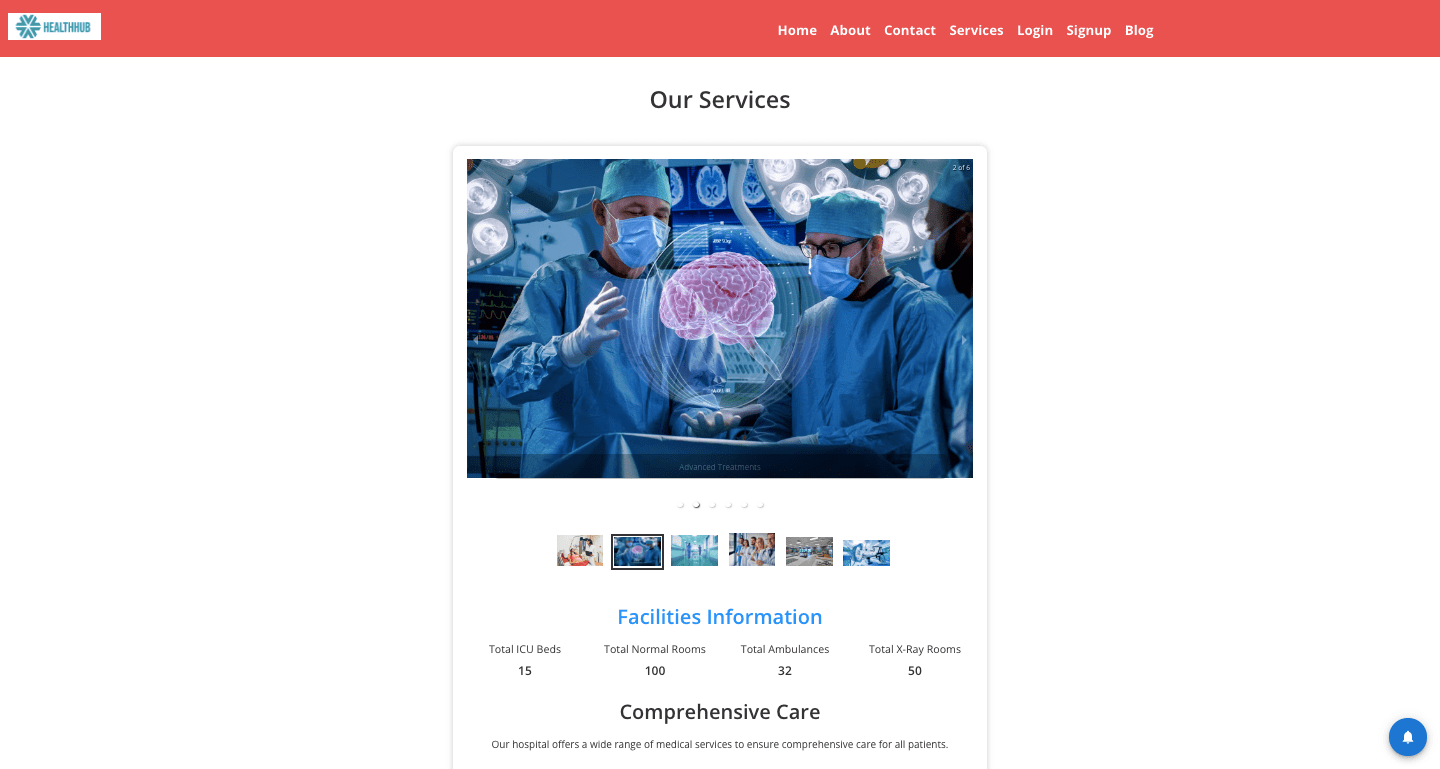 HEALTHHUB
Home About Contact Services Login Signup Blog
Our Services
2 of 6
Advanced Treatments
Facilities Information
Total ICU Beds Total Normal Rooms Total Ambulances Total X-Ray Rooms
15 100 32 50
Comprehensive Care
Our hospital offers a wide range of medical services to ensure comprehensive care for all patients.